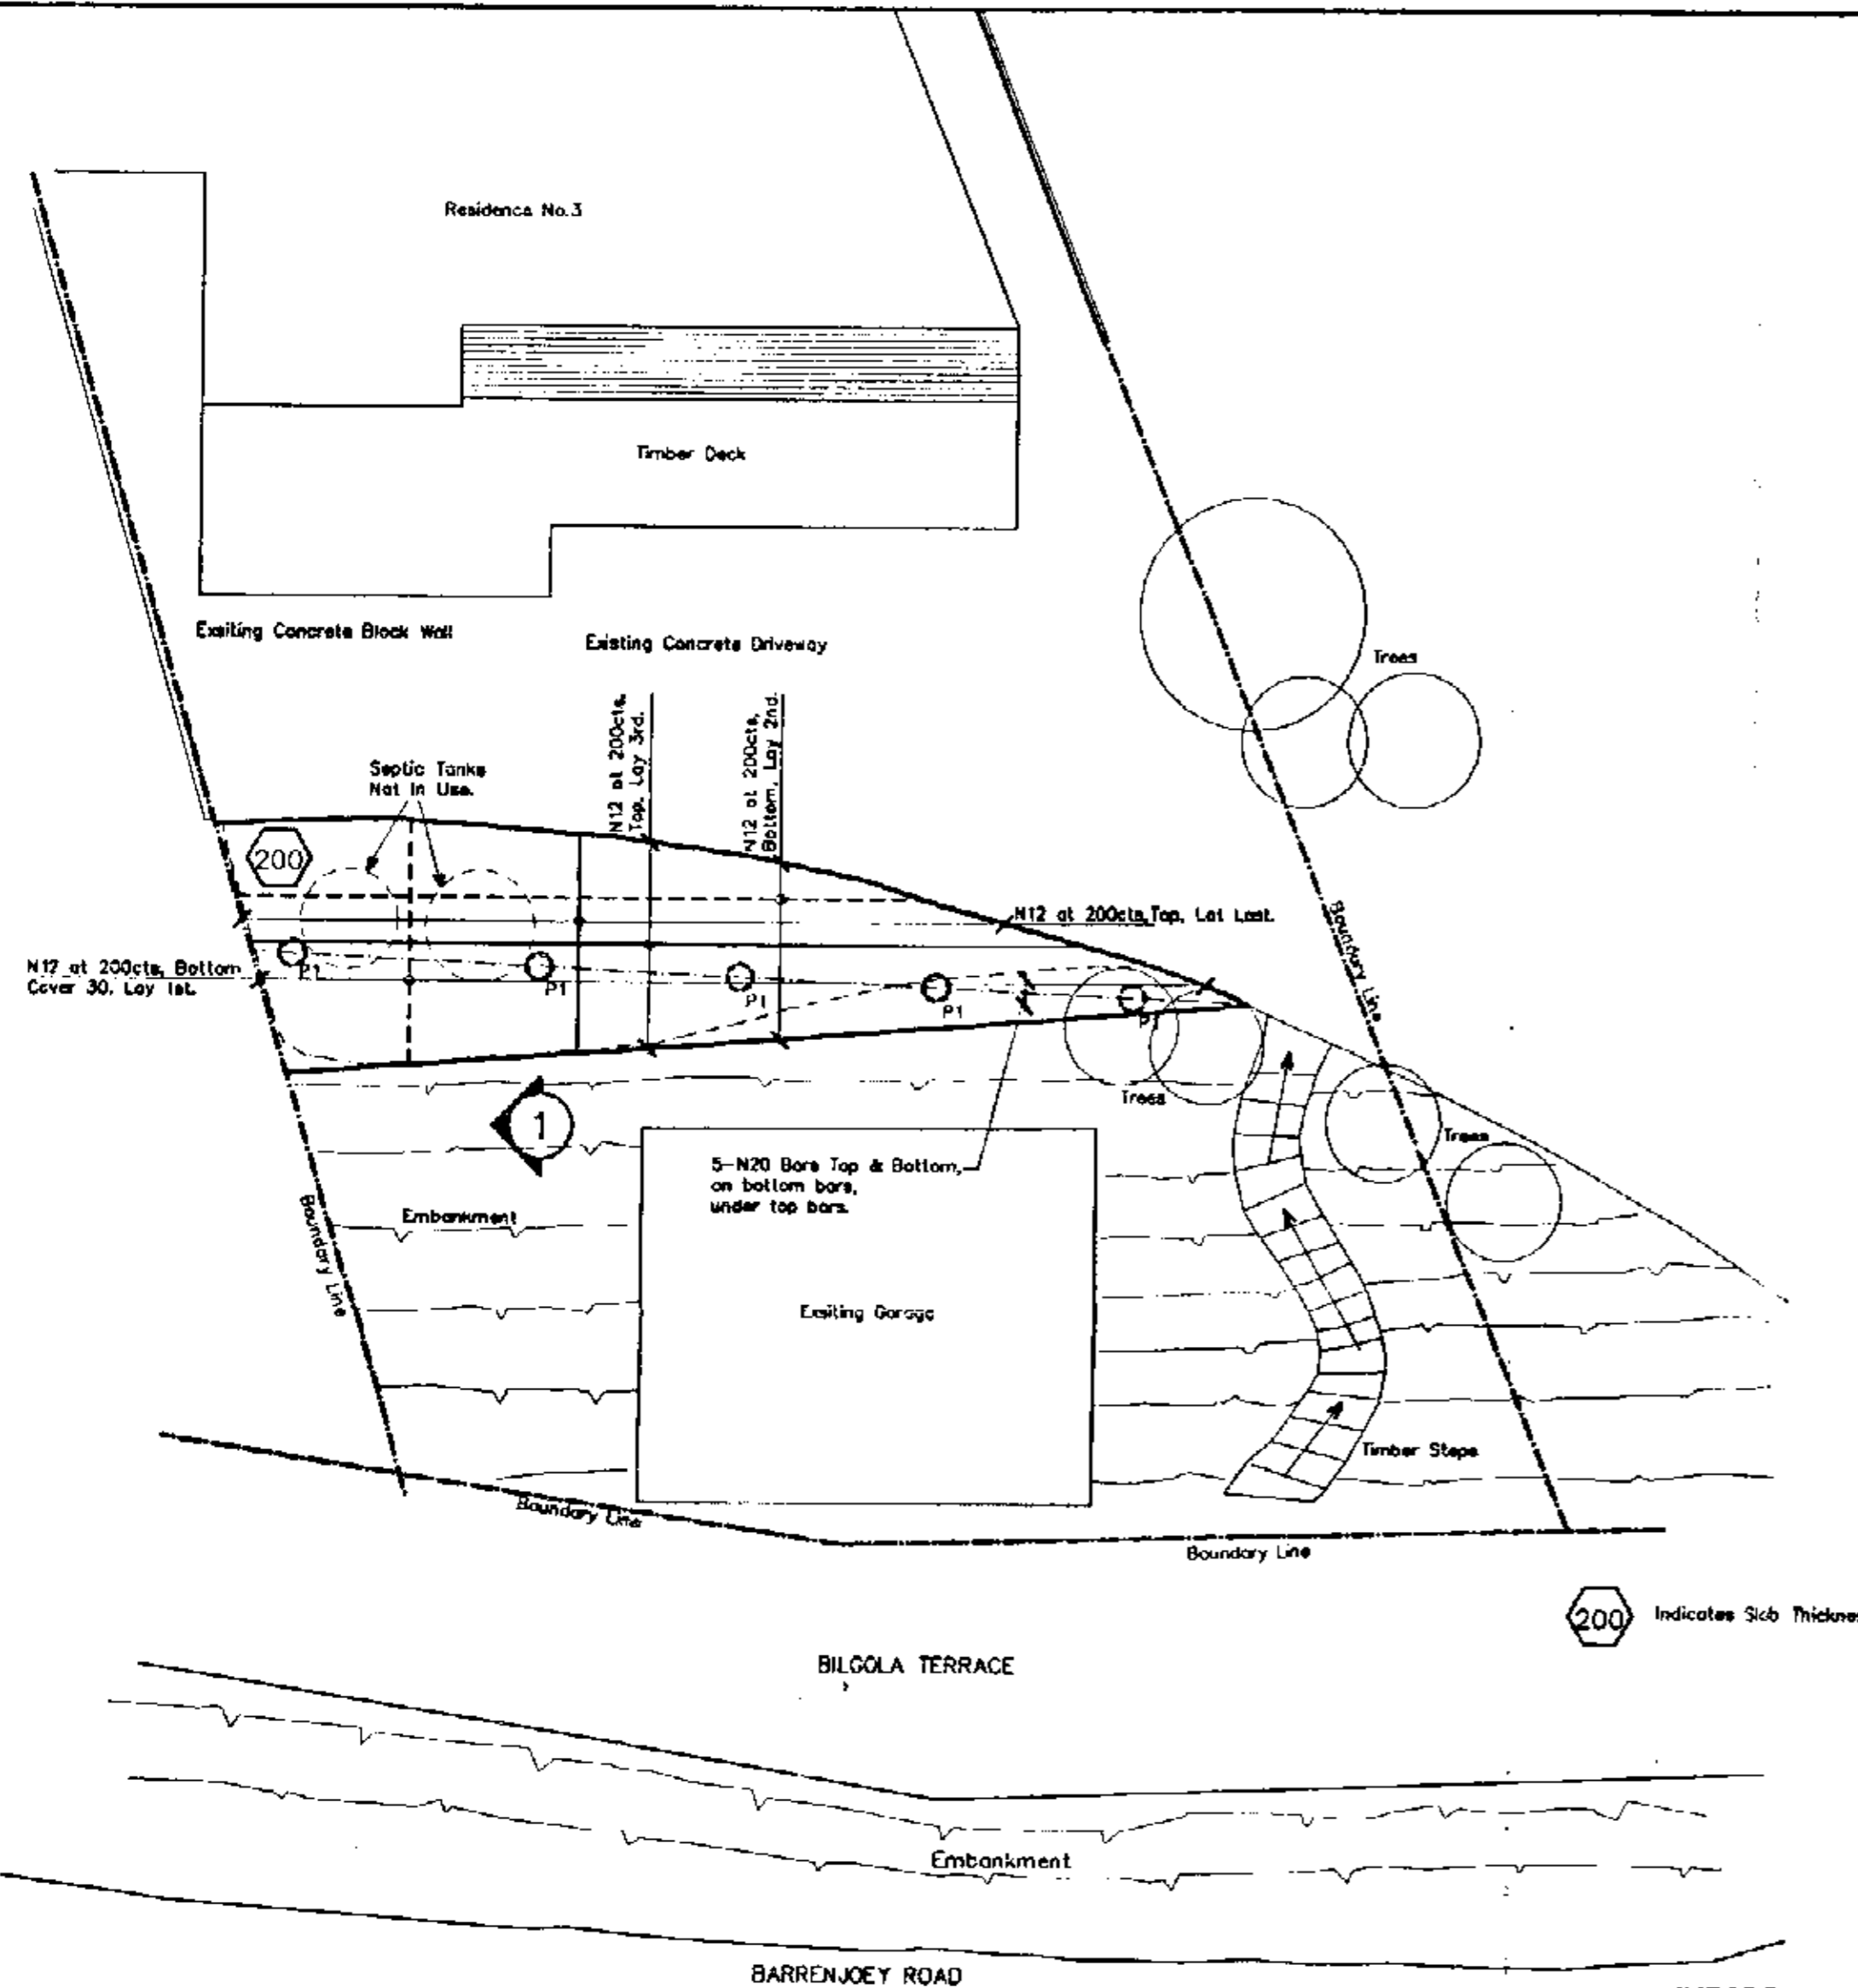 Residence No.3
Timber Deck
Exsiting Concrete Block Wall
Existing Concrete Driveway
Trees
N12 at 200cts,
Top, Lay 3rd.
N12 at 200cts,
Bottom, Lay 2nd.
Septic Tanks
Not In Use.
200
N12 at 200cts,Top, Lat Last.
Boundary Line
N12 at 200cts, Bottom
Cover 30, Lay 1st.
P1
P1
P1
P1
P1
Trees
Trees
1
5-N20 Bars Top & Bottom,
on bottom bars,
under top bars.
Embankment
Boundary Line
Exsiting Garage
Timber Steps
Boundary Line
Boundary Line
200 Indicates Slab
BILGOLA TERRACE
Embankment
BARRENJOEY ROAD